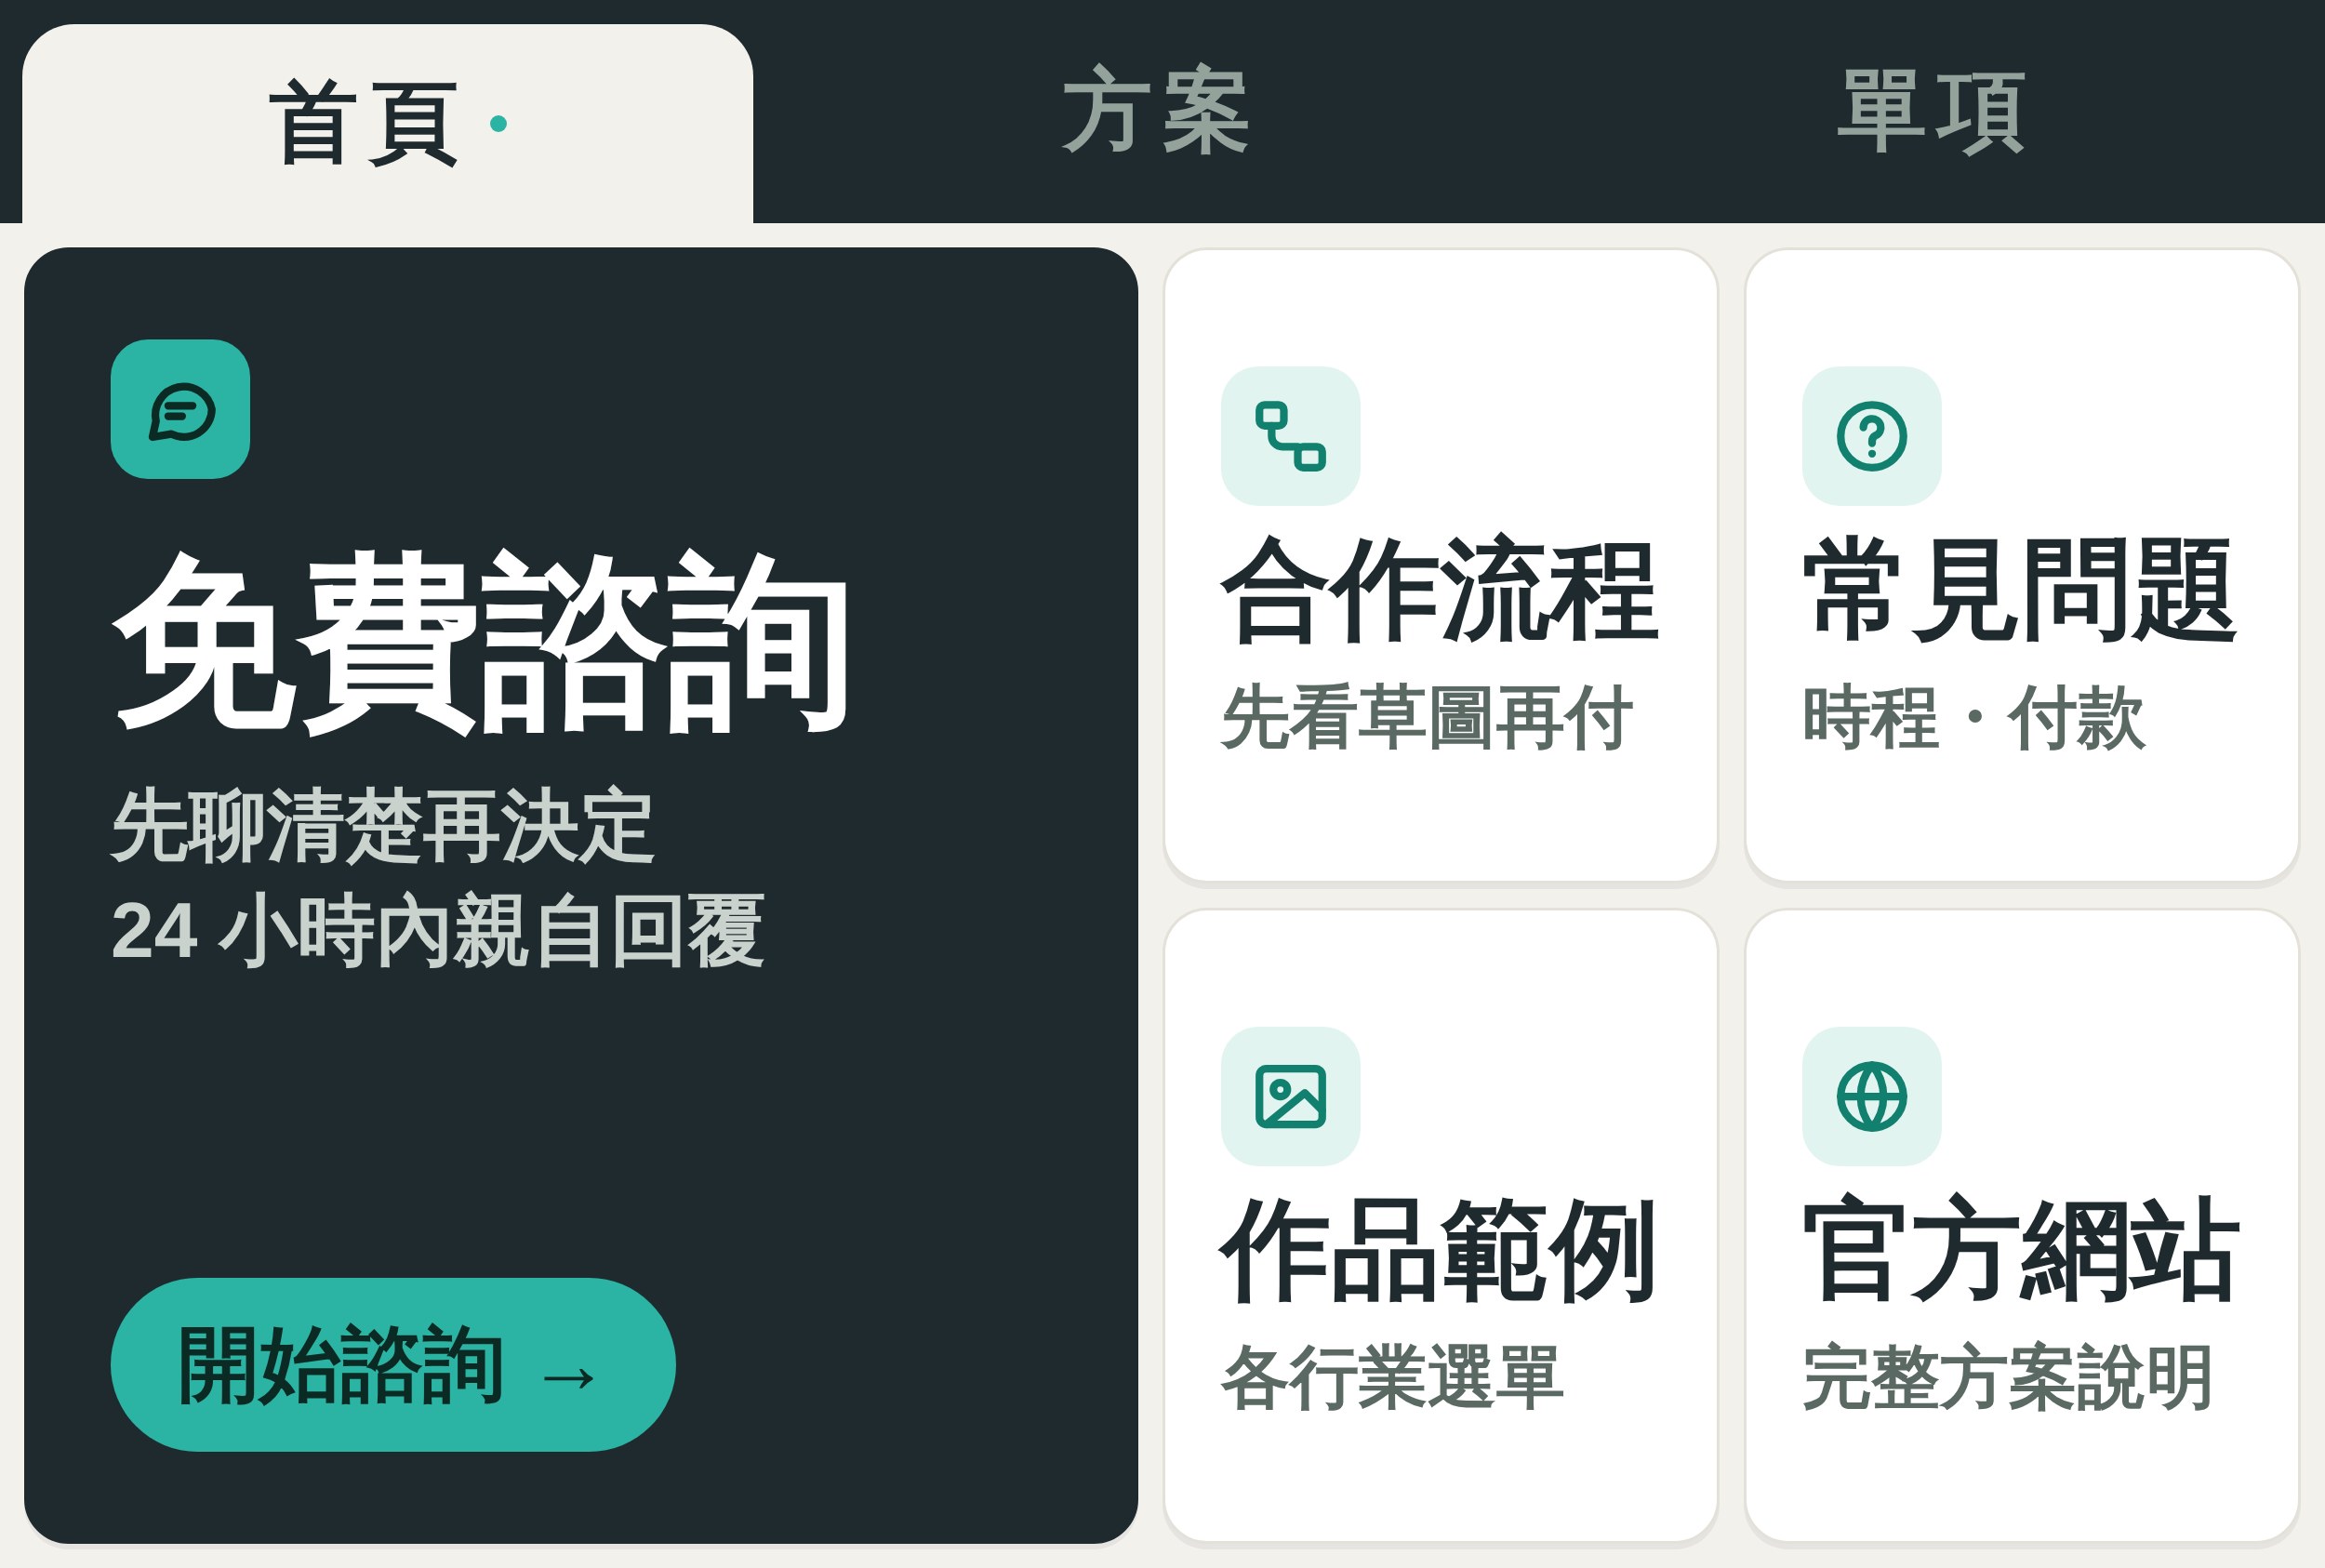 首頁
方案
單項
免費諮詢
先聊清楚再決定
24 小時內親自回覆
開始諮詢 →
合作流程
先看草圖再付
常見問題
時程·付款
作品範例
各行業選單
官方網站
完整方案說明